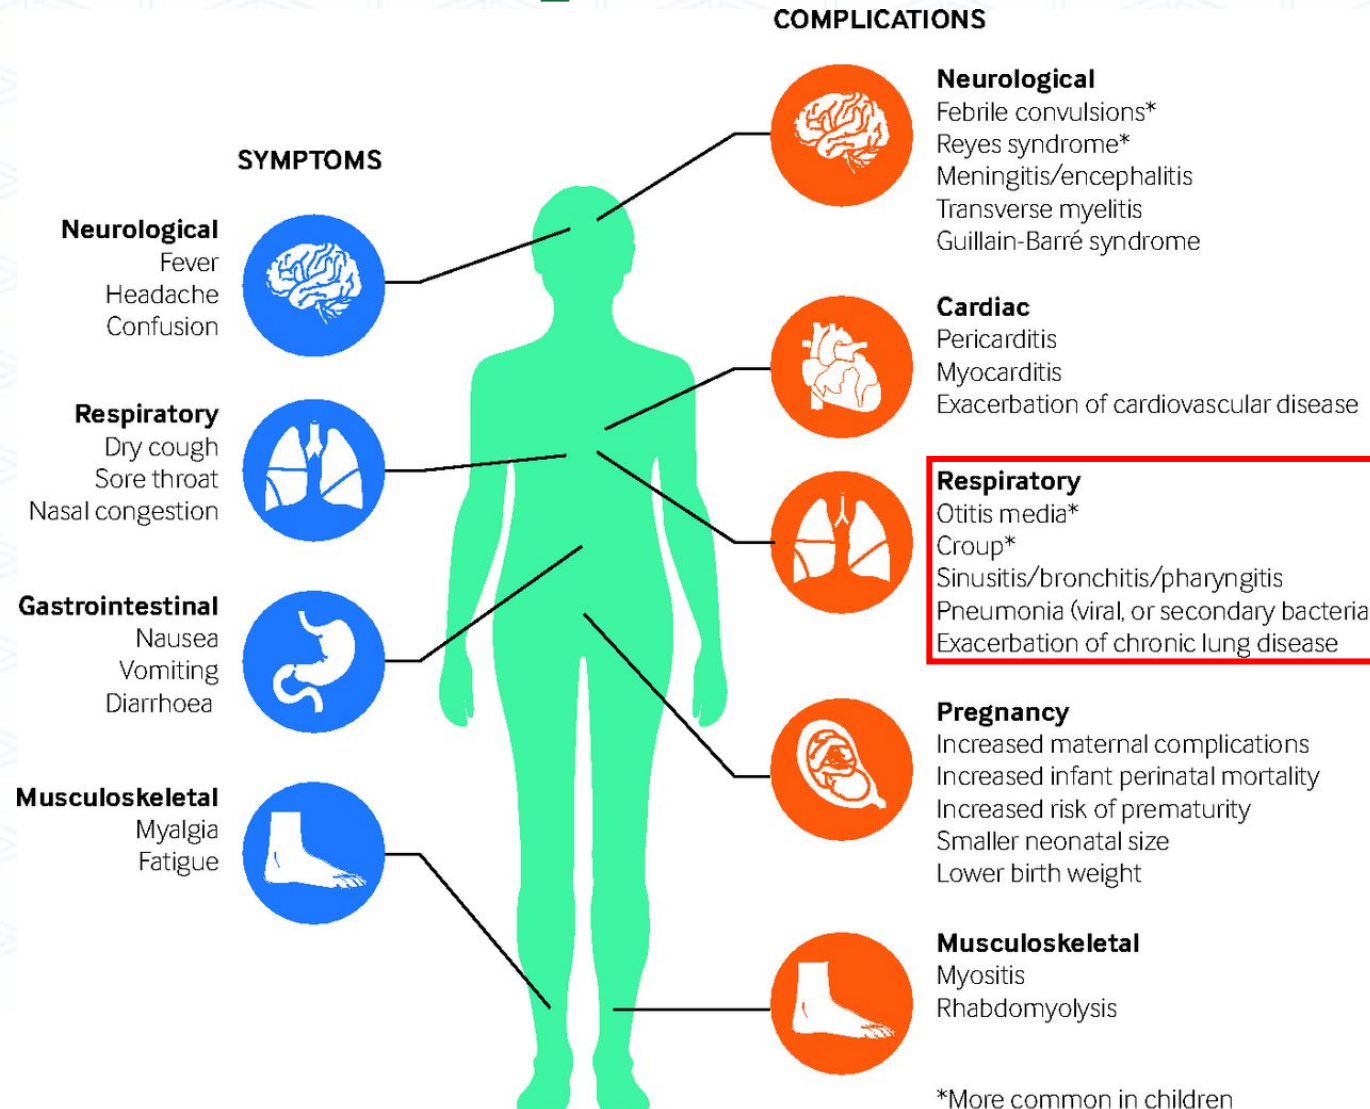 SYMPTOMS
Neurological
Fever
Headache
Confusion
Respiratory
Dry cough
Sore throat
Nasal congestion
Gastrointestinal
Nausea
Vomiting
Diarrhoea
Musculoskeletal
Myalgia
Fatigue
COMPLICATIONS
Neurological
Febrile convulsions*
Reyes syndrome*
Meningitis/encephalitis
Transverse myelitis
Guillain-Barré syndrome
Cardiac
Pericarditis
Myocarditis
Exacerbation of cardiovascular disease
Respiratory
Otitis media*
Croup*
Sinusitis/bronchitis/pharyngitis
Pneumonia (viral, or secondary bacteria
Exacerbation of chronic lung disease
Pregnancy
Increased maternal complications
Increased infant perinatal mortality
Increased risk of prematurity
Smaller neonatal size
Lower birth weight
Musculoskeletal
Myositis
Rhabdomyolysis
*More common in children